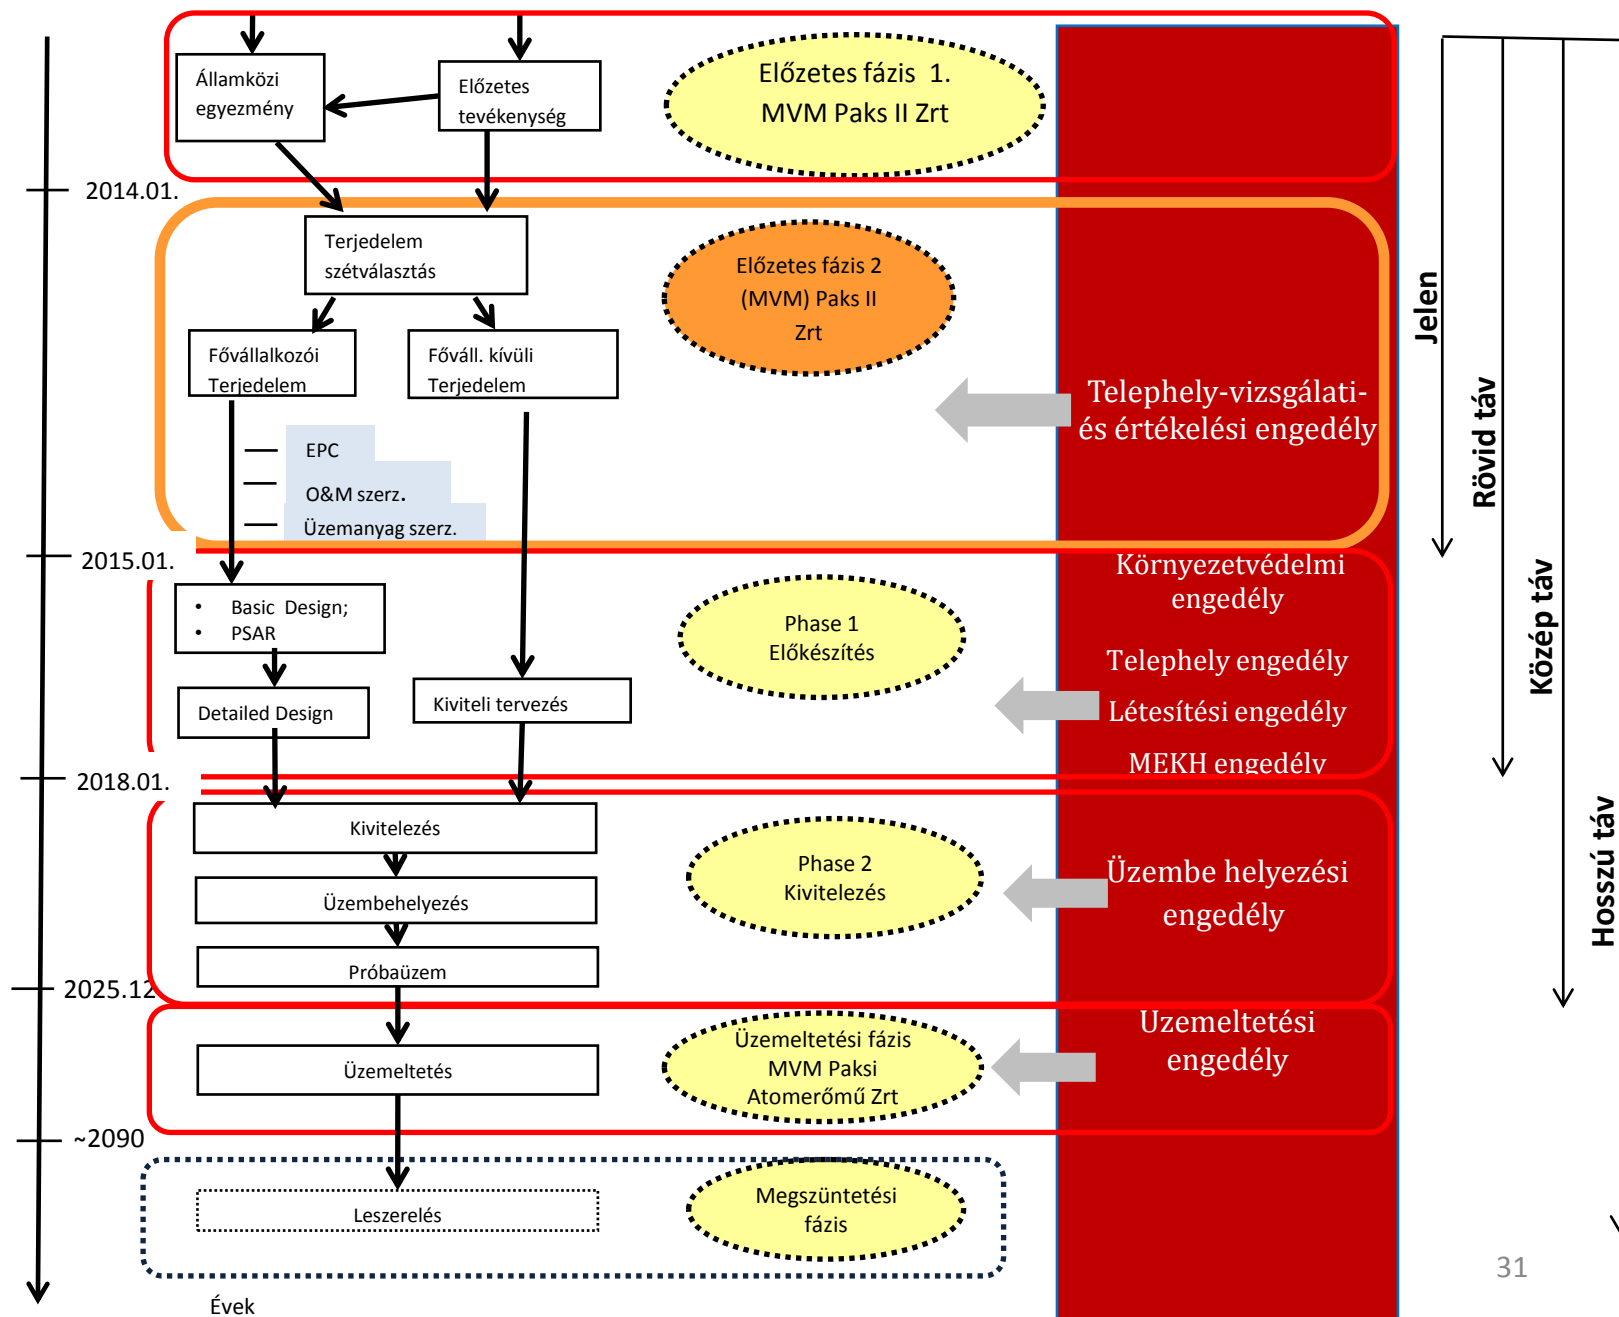 Államközi
egyezmény
Előzetes
tevékenység
Előzetes fázis 1.
MVM Paks II Zrt
2014.01.
Terjedelem
szétválasztás
Előzetes fázis 2
(MVM) Paks II
Zrt
Fővállalkozói
Terjedelem
Főváll. kívüli
Terjedelem
Telephely-vizsgálati-
és értékelési engedély
EPC
O&M szerz.
Üzemanyag szerz.
2015.01.
Környezetvédelmi
engedély
• Basic Design;
• PSAR
Phase 1
Előkészítés
Telephely engedély
Detailed Design
Kiviteli tervezés
Létesítési engedély
MEKH engedély
2018.01.
Kivitelezés
Phase 2
Kivitelezés
Üzembe helyezési
engedély
Üzembehelyezés
Próbaüzem
2025.12
Uzemeltetési
engedély
Üzemeltetés
Üzemeltetési fázis
MVM Paksi
Atomerőmű Zrt
~2090
Leszerelés
Megszüntetési
fázis
Évek
Jelen
Rövid táv
Közép táv
Hosszú táv
31